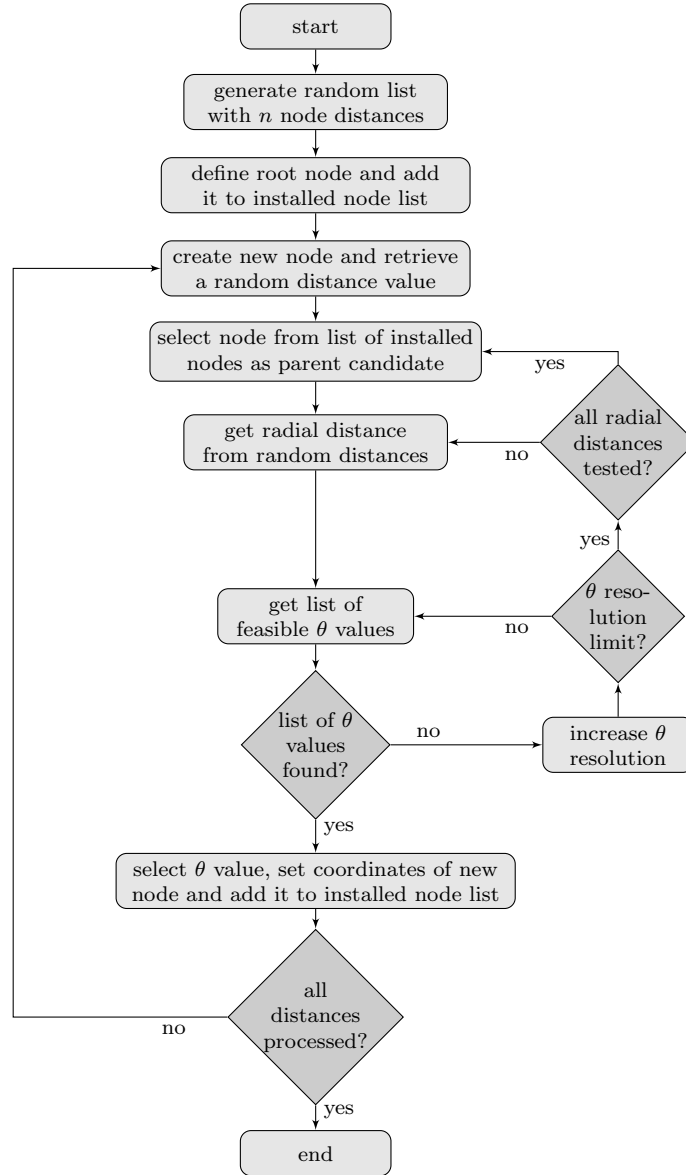 start
generate random list
with n node distances
define root node and add
it to installed node list
create new node and retrieve
a random distance value
select node from list of installed
nodes as parent candidate
yes
all radial
distances
tested?
get radial distance
from random distances
no
yes
θ reso-
lution
limit?
get list of
feasible θ values
no
list of θ
values
found?
no
increase θ
resolution
yes
select θ value, set coordinates of new
node and add it to installed node list
all
distances
processed?
no
yes
end